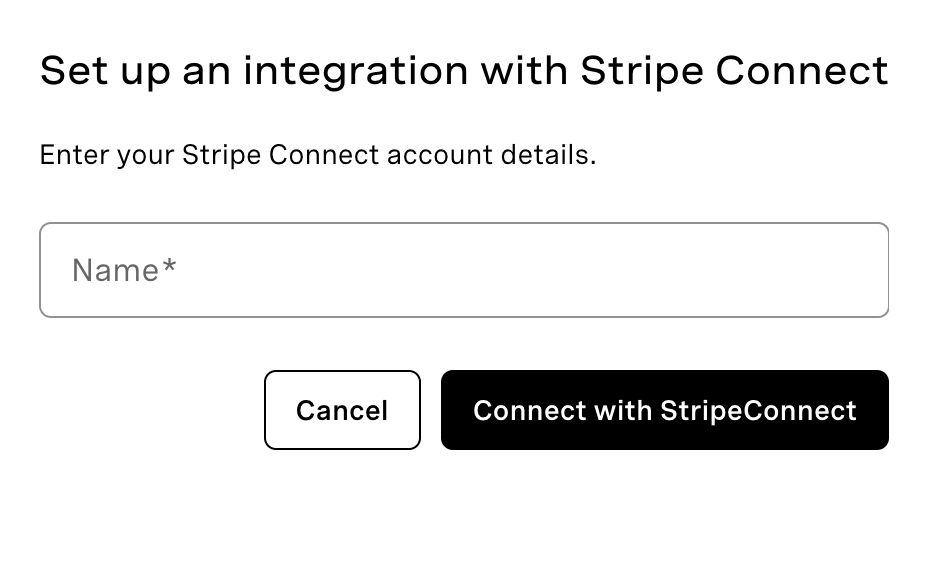 Set up an integration with Stripe Connect
Enter your Stripe Connect account details.
Name*
Cancel
Connect with StripeConnect